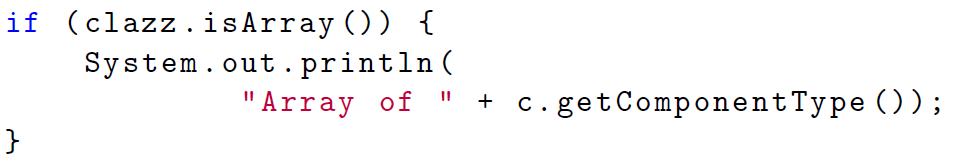 if (clazz.isArray()) {
    System.out.println(
            "Array of " + c.getComponentType());
}